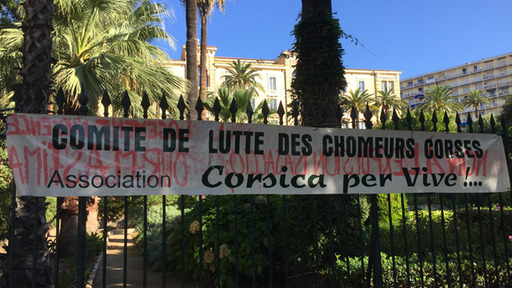 COMITE DE LUTTE DES CHOMEURS CORSES
Association Corsica per Vive !....